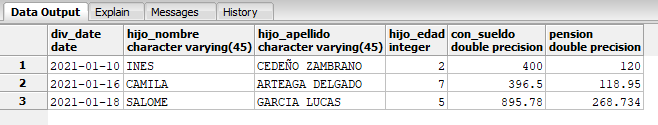 Data Output Explain Messages History
div_date hijo_nombre hijo_apellido hijo_edad con_sueldo pension
date character varying(45) character varying(45) integer double precision double precision
1 2021-01-10 INES CEDEÑO ZAMBRANO 2 400 120
2 2021-01-16 CAMILA ARTEAGA DELGADO 7 396.5 118.95
3 2021-01-18 SALOME GARCIA LUCAS 5 895.78 268.734